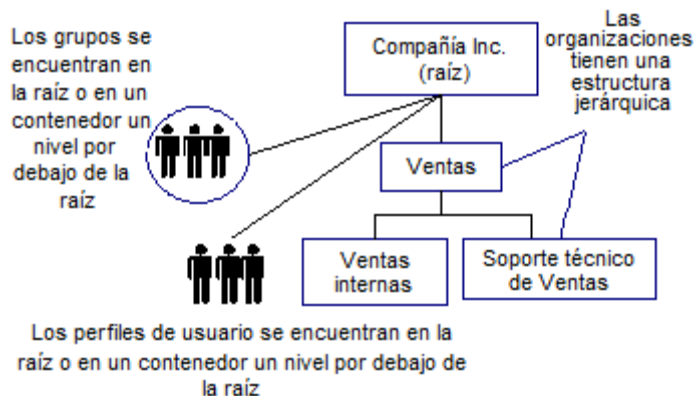 Los grupos se
encuentran en
la raíz o en un
contenedor un
nivel por
debajo de la
raíz
Compañía Inc.
(raíz)
Las
organizaciones
tienen una
estructura
jerárquica
Ventas
Ventas
internas
Soporte técnico
de Ventas
Los perfiles de usuario se encuentran en la
raíz o en un contenedor un nivel por debajo de
la raíz